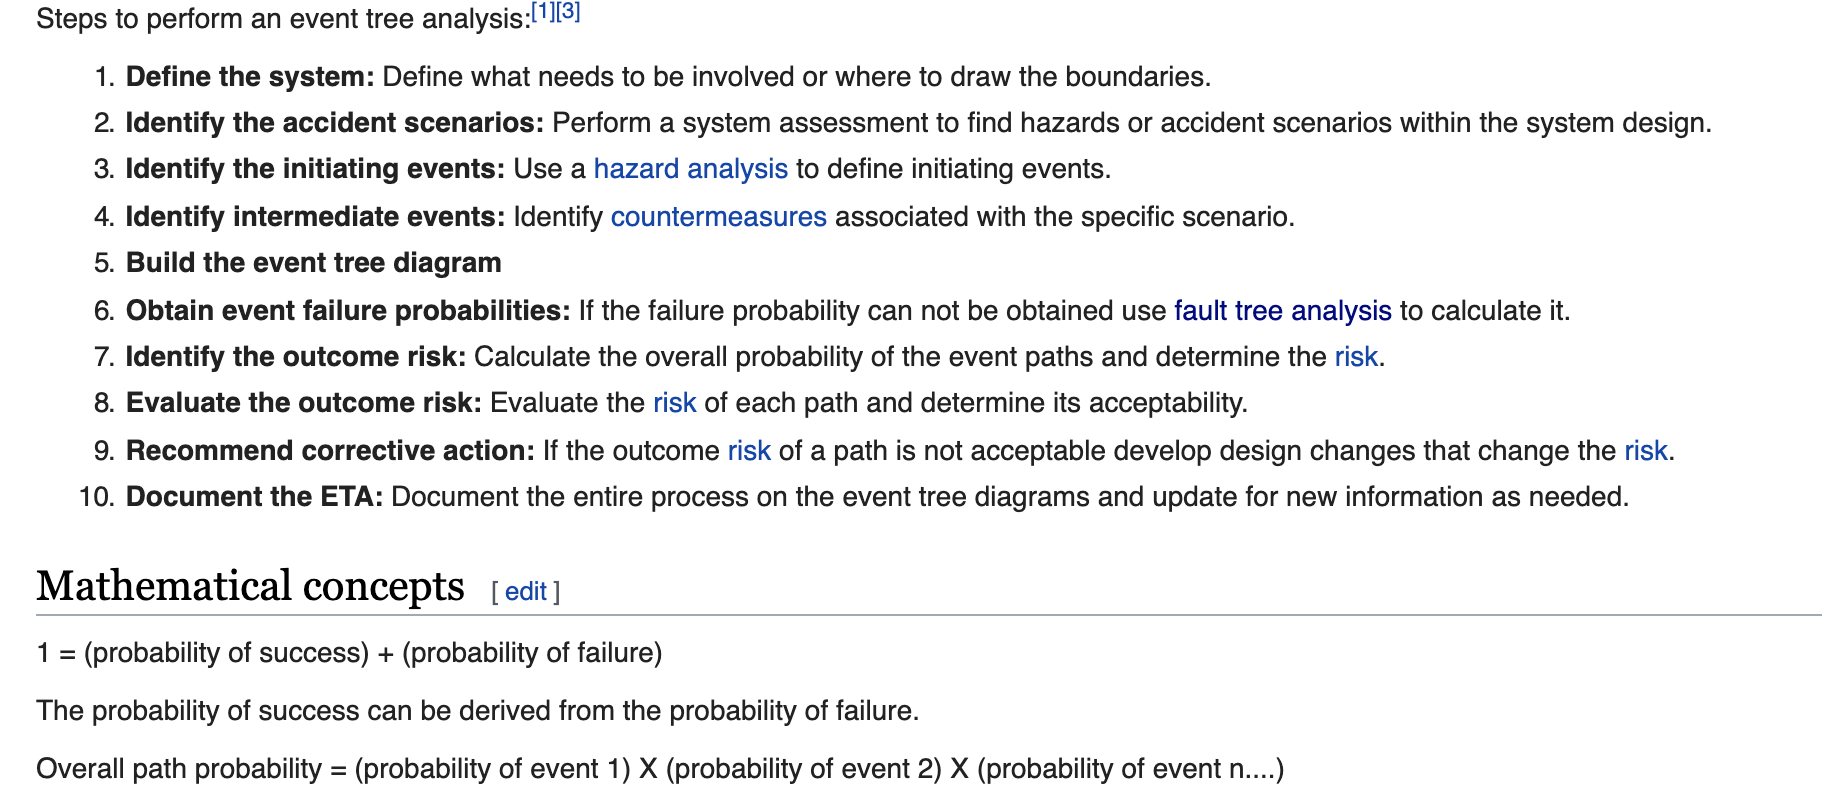 Steps to perform an event tree analysis:[1][3]
1. Define the system: Define what needs to be involved or where to draw the boundaries.
2. Identify the accident scenarios: Perform a system assessment to find hazards or accident scenarios within the system design.
3. Identify the initiating events: Use a hazard analysis to define initiating events.
4. Identify intermediate events: Identify countermeasures associated with the specific scenario.
5. Build the event tree diagram
6. Obtain event failure probabilities: If the failure probability can not be obtained use fault tree analysis to calculate it.
7. Identify the outcome risk: Calculate the overall probability of the event paths and determine the risk.
8. Evaluate the outcome risk: Evaluate the risk of each path and determine its acceptability.
9. Recommend corrective action: If the outcome risk of a path is not acceptable develop design changes that change the risk.
10. Document the ETA: Document the entire process on the event tree diagrams and update for new information as needed.
Mathematical concepts [ edit ]
1 = (probability of success) + (probability of failure)
The probability of success can be derived from the probability of failure.
Overall path probability = (probability of event 1) X (probability of event 2) X (probability of event n....)